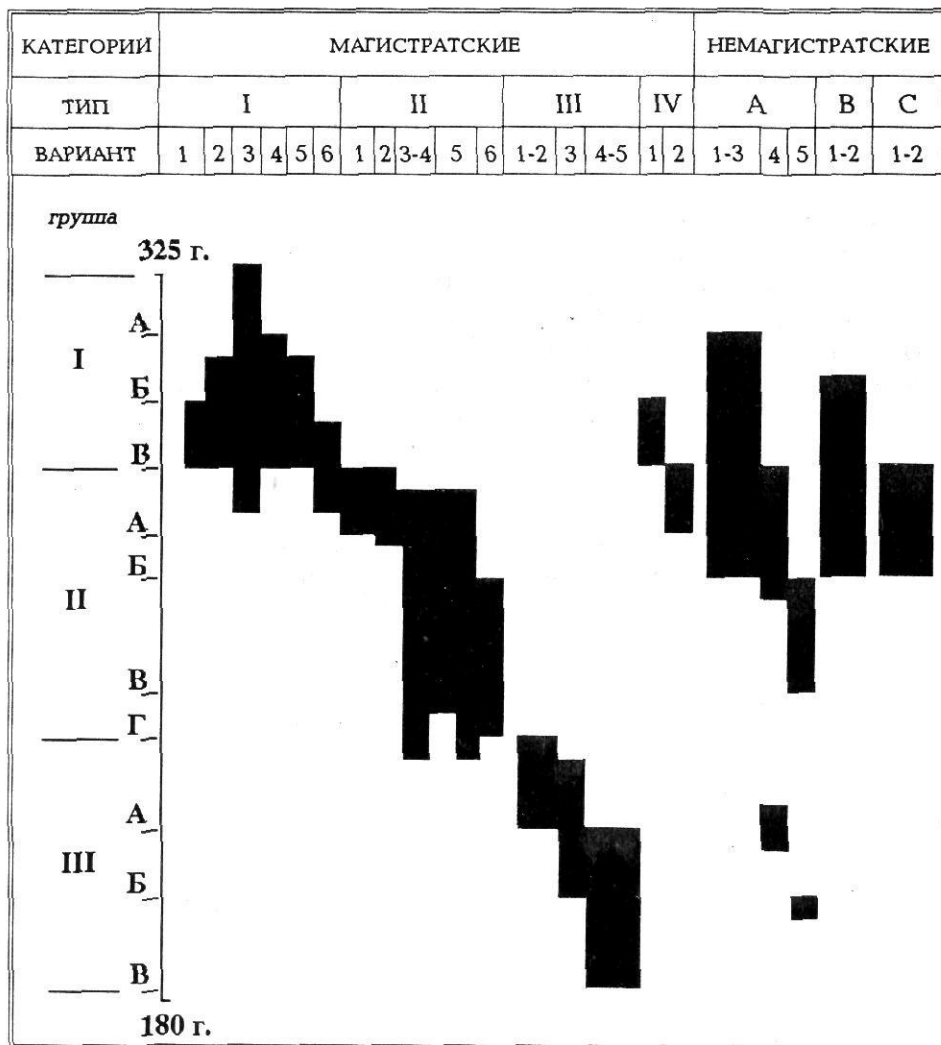 КАТЕГОРИИ МАГИСТРАТСКИЕ НЕМАГИСТРАТСКИЕ
ТИП I II III IV А В С
ВАРИАНТ 1 2 3 4 5 6 1 2 3-4 5 6 1-2 3 4-5 1 2 1-3 4 5 1-2 1-2
группа
325 г.
А
I
Б
В
А
Б
II
В
Г
А
III
Б
В
180 г.